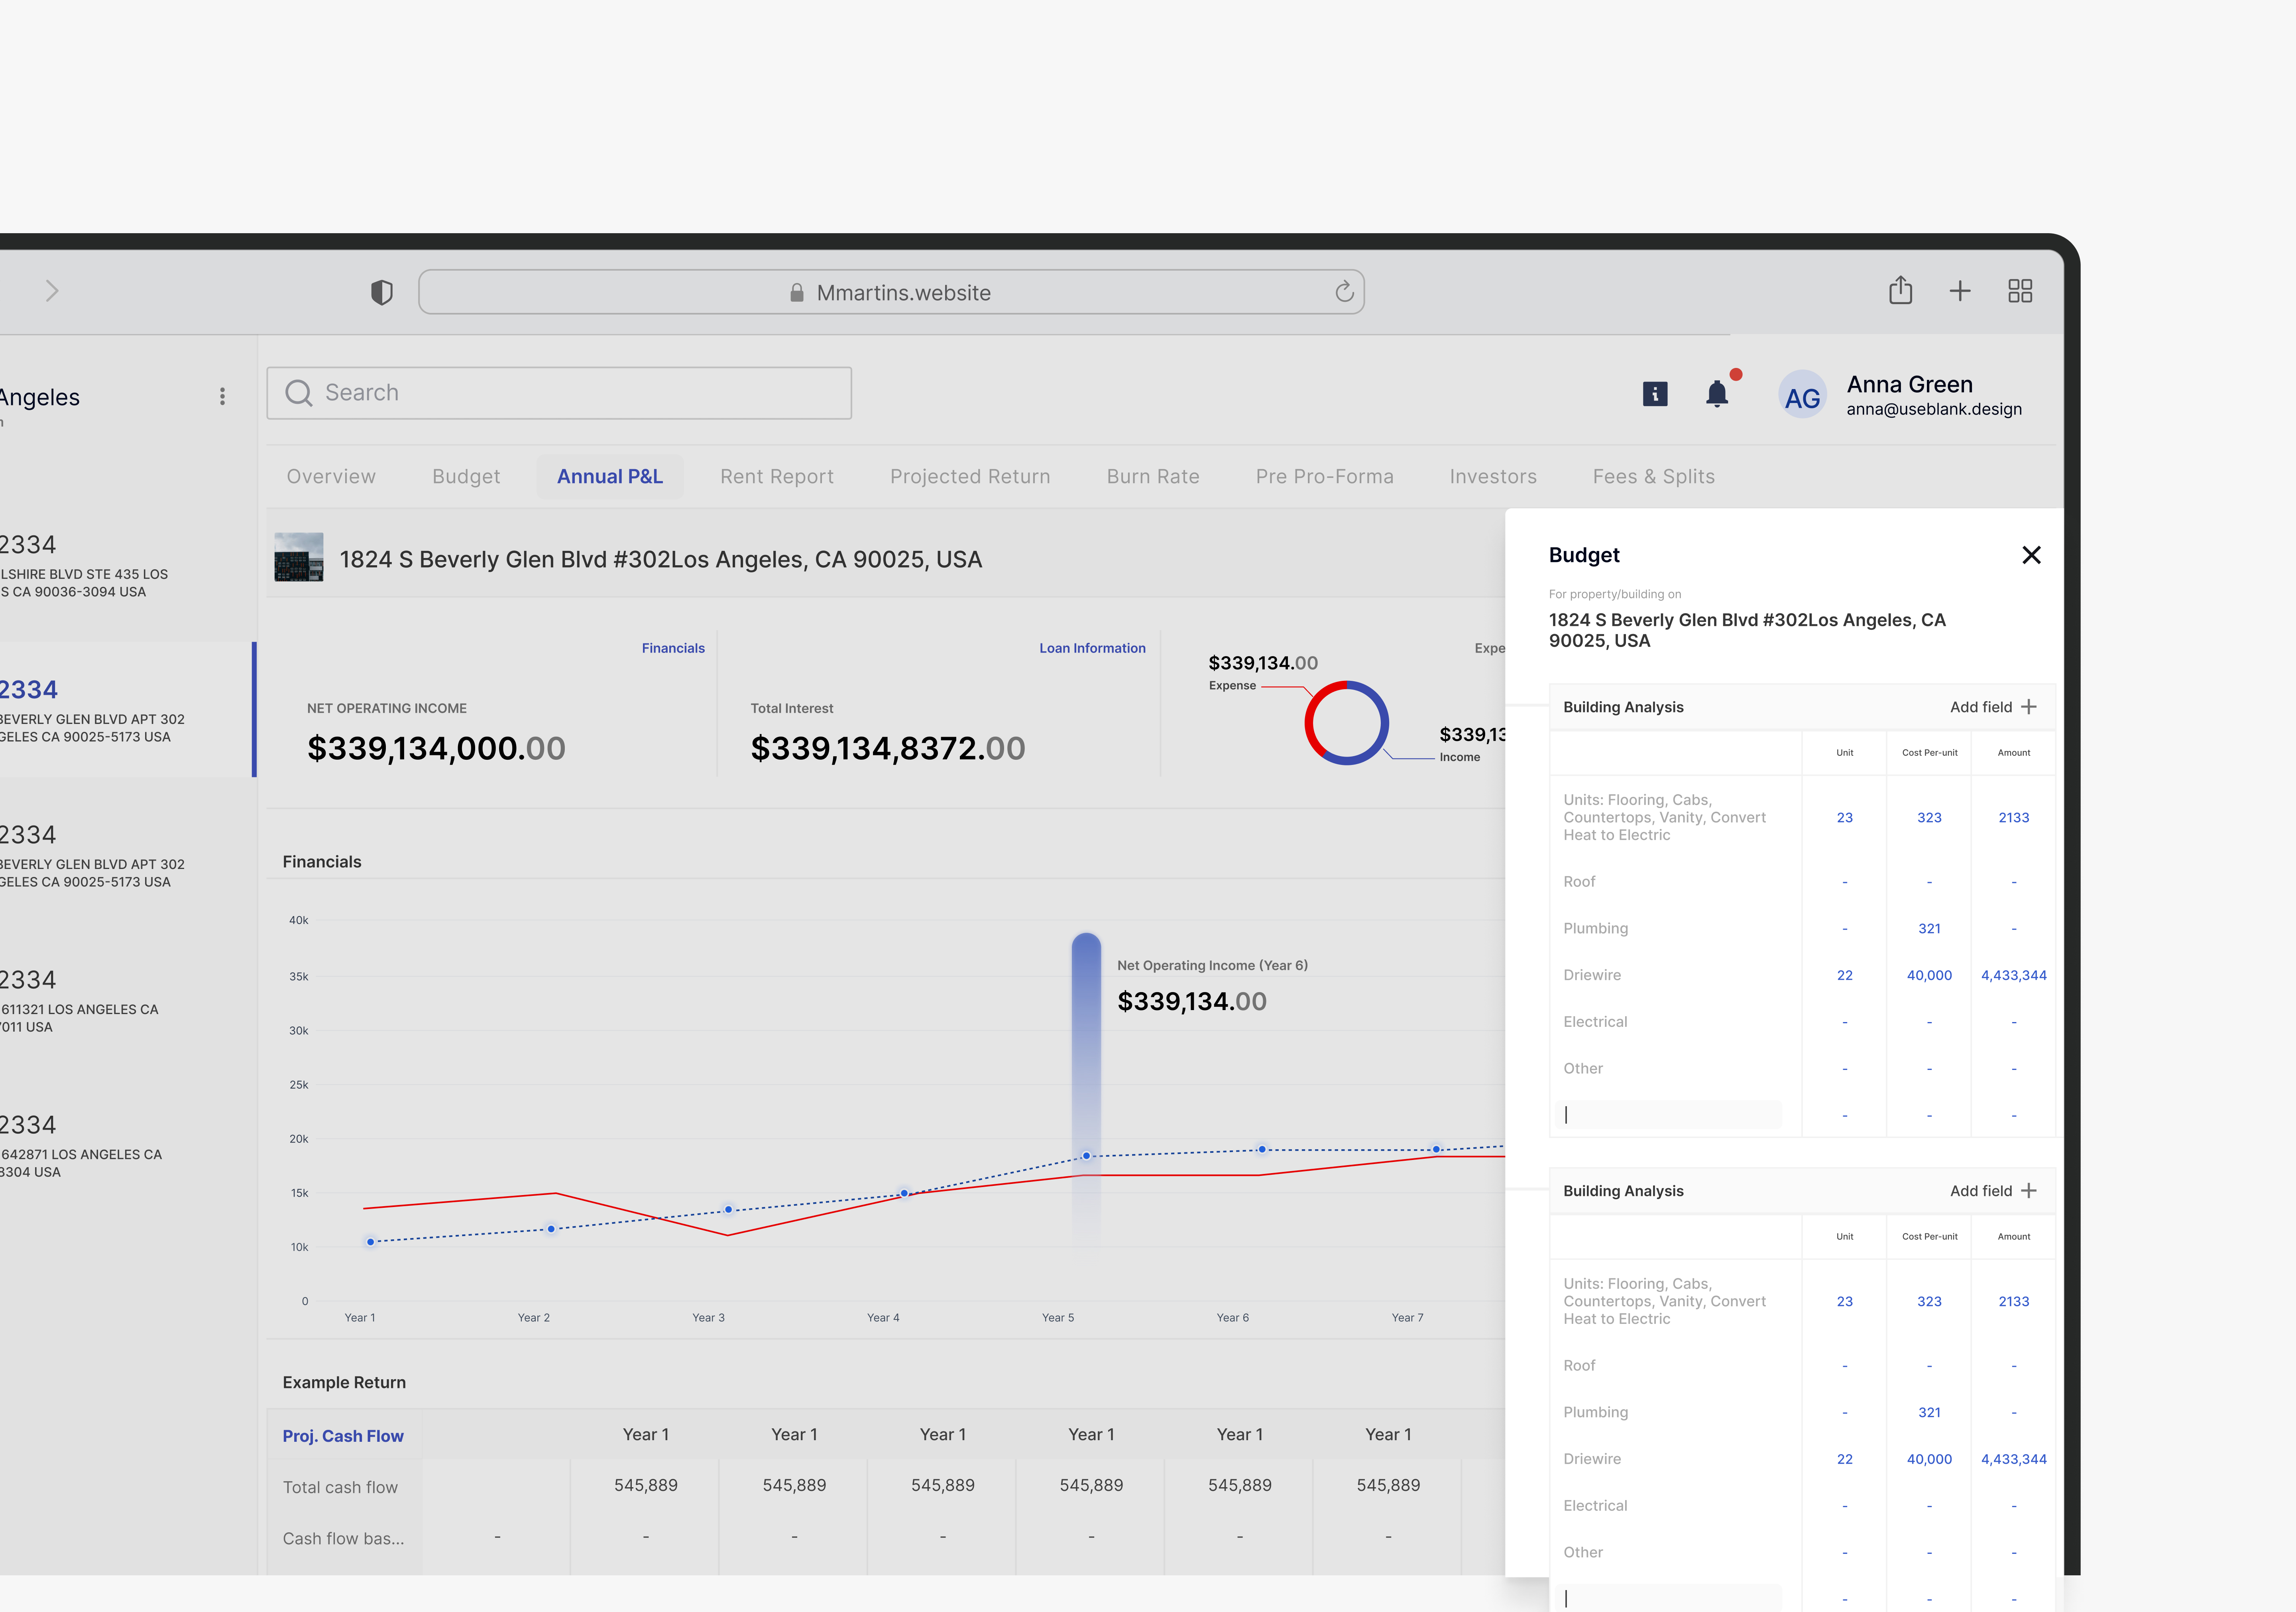 Mmartins.website
Angeles
Search
i
AG
Anna Green
anna@useblank.design
Overview
Budget
Annual P&L
Rent Report
Projected Return
Burn Rate
Pre Pro-Forma
Investors
Fees & Splits
2334
LSHIRE BLVD STE 435 LOS
S CA 90036-3094 USA
2334
BEVERLY GLEN BLVD APT 302
GELES CA 90025-5173 USA
2334
BEVERLY GLEN BLVD APT 302
GELES CA 90025-5173 USA
2334
611321 LOS ANGELES CA
7011 USA
2334
642871 LOS ANGELES CA
8304 USA
1824 S Beverly Glen Blvd #302Los Angeles, CA 90025, USA
Financials
NET OPERATING INCOME
$339,134,000.00
Loan Information
Total Interest
$339,134,8372.00
Expe
$339,134.00
Expense
$339,13
Income
Financials
40k
35k
30k
25k
20k
15k
10k
0
Net Operating Income (Year 6)
$339,134.00
Year 1
Year 2
Year 3
Year 4
Year 5
Year 6
Year 7
Example Return
Proj. Cash Flow
Year 1
Year 1
Year 1
Year 1
Year 1
Year 1
Total cash flow
545,889
545,889
545,889
545,889
545,889
545,889
Cash flow bas...
-
-
-
-
-
-
-
Budget
For property/building on
1824 S Beverly Glen Blvd #302Los Angeles, CA
90025, USA
Building Analysis
Add field
Unit
Cost Per-unit
Amount
Units: Flooring, Cabs,
Countertops, Vanity, Convert
Heat to Electric
23
323
2133
Roof
-
-
-
Plumbing
-
321
-
Driewire
22
40,000
4,433,344
Electrical
-
-
-
Other
-
-
-
-
-
-
Building Analysis
Add field
Unit
Cost Per-unit
Amount
Units: Flooring, Cabs,
Countertops, Vanity, Convert
Heat to Electric
23
323
2133
Roof
-
-
-
Plumbing
-
321
-
Driewire
22
40,000
4,433,344
Electrical
-
-
-
Other
-
-
-
-
-
-